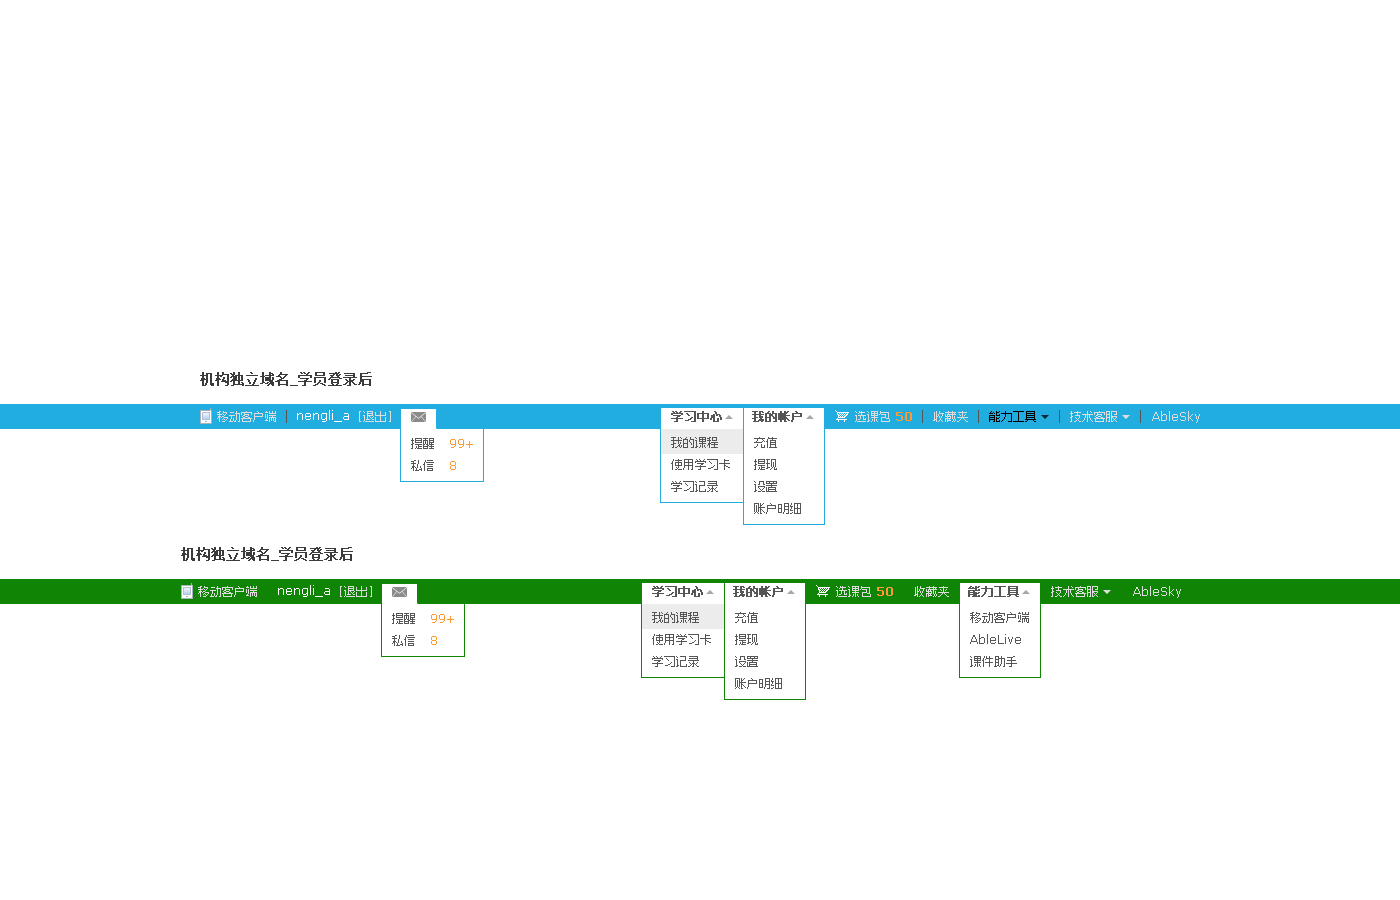 机构独立域名_学员登录后
移动客户端 | nengli_a [退出] 学习中心 我的帐户 选课包 50 | 收藏夹 | 能力工具 | 技术客服 | AbleSky
提醒 99+ 我的课程 充值
私信 8 使用学习卡 提现
学习记录 设置
账户明细
机构独立域名_学员登录后
移动客户端 nengli_a [退出] 学习中心 我的帐户 选课包 50 收藏夹 能力工具 技术客服 AbleSky
提醒 99+ 我的课程 充值 移动客户端
私信 8 使用学习卡 提现 AbleLive
学习记录 设置 课件助手
账户明细